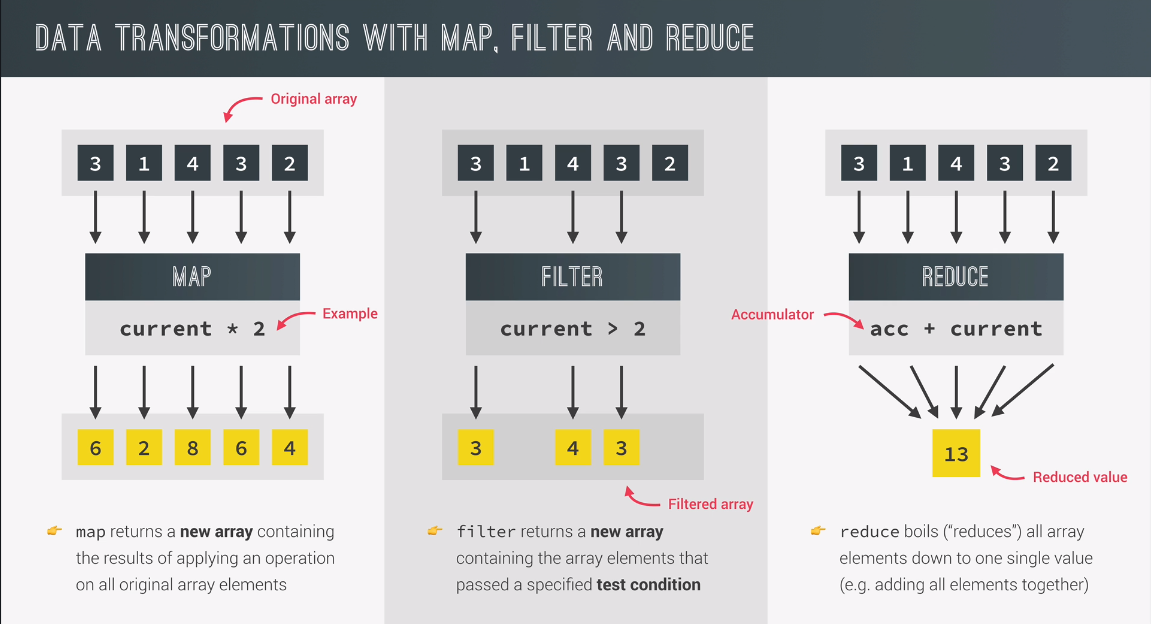 DATA TRANSFORMATIONS WITH MAP, FILTER AND REDUCE
Original array
3 1 4 3 2
MAP
current * 2
Example
6 2 8 6 4
map returns a new array containing
the results of applying an operation
on all original array elements
3 1 4 3 2
FILTER
current > 2
3 4 3
Filtered array
filter returns a new array
containing the array elements that
passed a specified test condition
3 1 4 3 2
REDUCE
Accumulator
acc + current
13
Reduced value
reduce boils (“reduces”) all array
elements down to one single value
(e.g. adding all elements together)